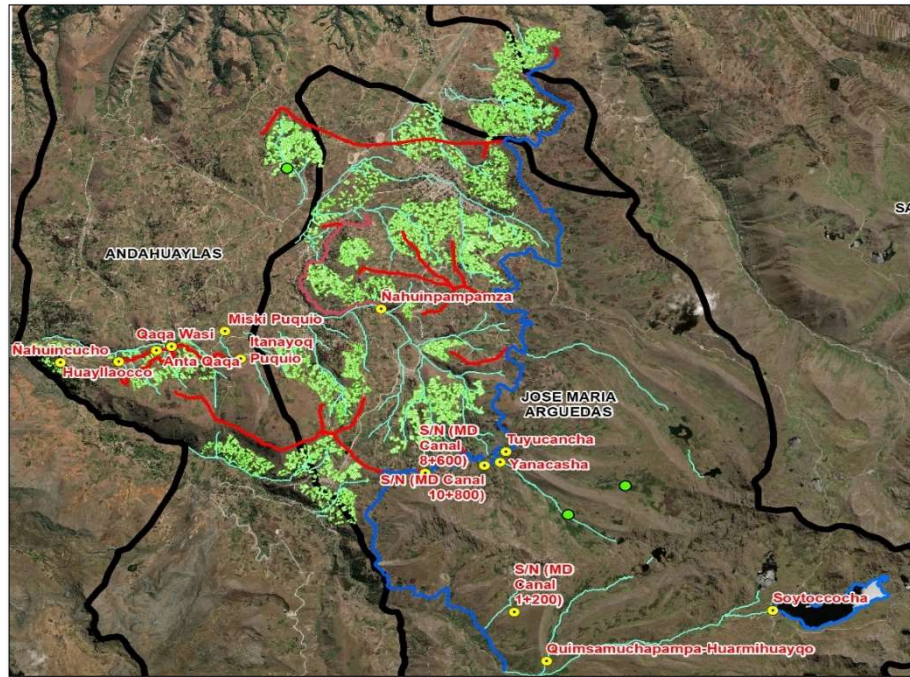 SA
ANDAHUAYLAS
Ñahuinpampamza
Miski Puquio
Qaqa Wasi
Itanayoq
Puquio
Ñahuincucho
Anta Qaqa
Huayllaocco
JOSE MARIA
ARGUEDAS
S/N (MD
Canal
8+600)
Tuyucancha
Yanacasha
S/N (MD Canal
10+800)
S/N (MD
Canal
1+200)
Soytoccocha
Quimsamuchapampa-Huarmihuayqo